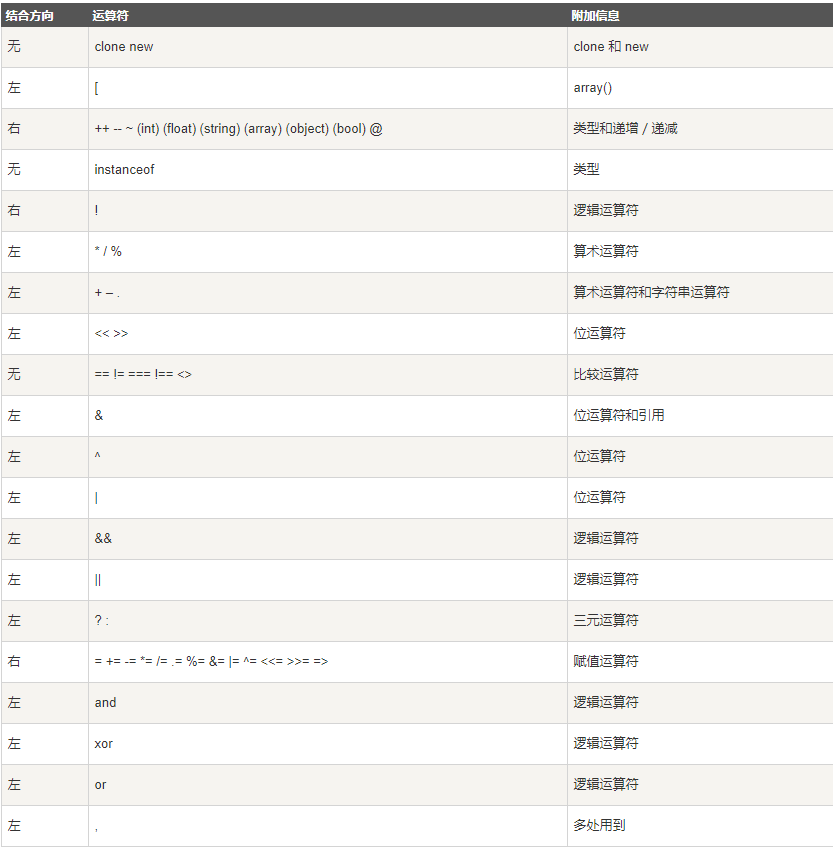 结合方向 运算符 附加信息
无 clone new clone 和 new
左 [ array()
右 ++ -- ~ (int) (float) (string) (array) (object) (bool) @ 类型和递增 / 递减
无 instanceof 类型
右 ! 逻辑运算符
左 * / % 算术运算符
左 + – . 算术运算符和字符串运算符
左 << >> 位运算符
无 == != === !== <> 比较运算符
左 & 位运算符和引用
左 ^ 位运算符
左 | 位运算符
左 && 逻辑运算符
左 || 逻辑运算符
左 ? : 三元运算符
右 = += -= *= /= .= %= &= |= ^= <<= >>= => 赋值运算符
左 and 逻辑运算符
左 xor 逻辑运算符
左 or 逻辑运算符
左 , 多处用到